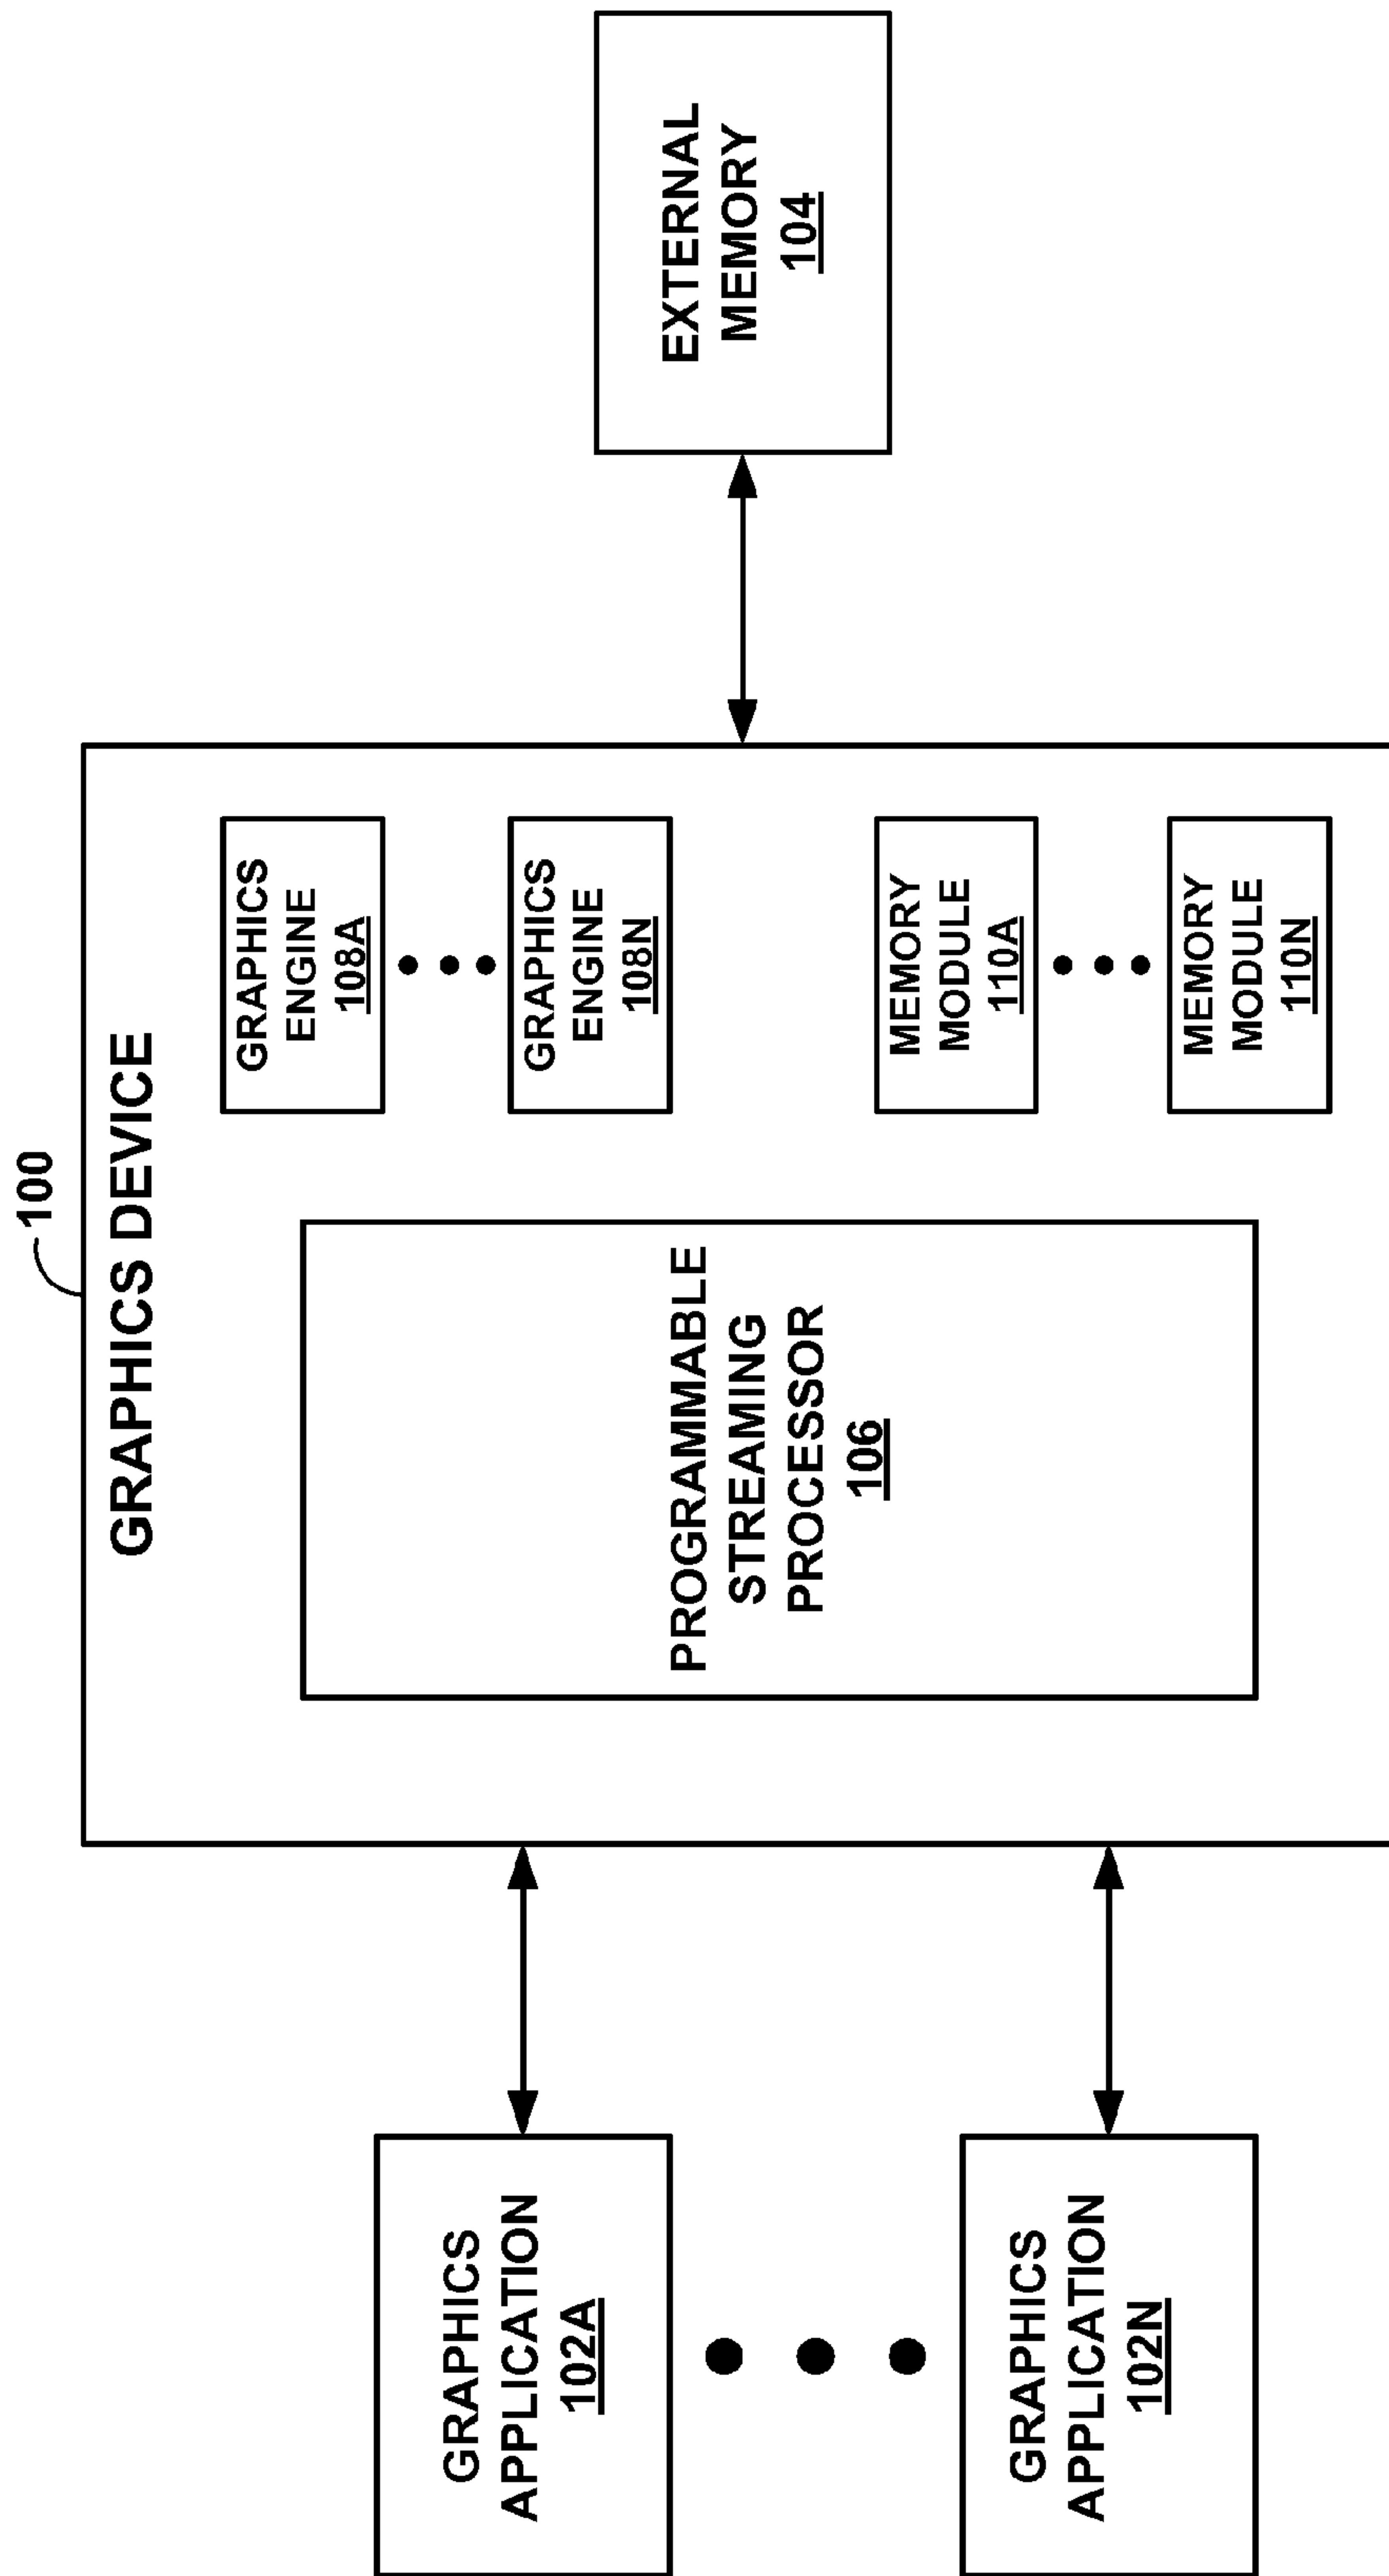 100
GRAPHICS DEVICE
GRAPHICS
APPLICATION
102A
GRAPHICS
APPLICATION
102N
PROGRAMMABLE
STREAMING
PROCESSOR
106
GRAPHICS
ENGINE
108A
GRAPHICS
ENGINE
108N
MEMORY
MODULE
110A
MEMORY
MODULE
110N
EXTERNAL
MEMORY
104